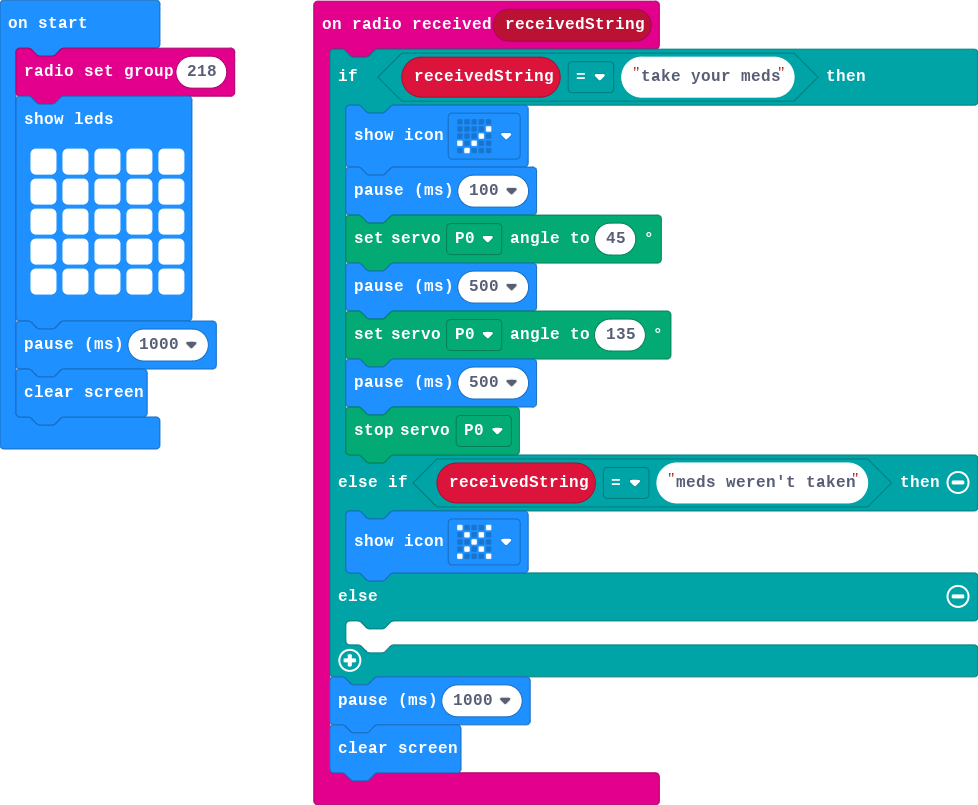 on start
radio set group 218
show leds
pause (ms) 1000
clear screen
on radio received receivedString
if receivedString = "take your meds" then
show icon
pause (ms) 100
set servo P0 angle to 45 °
pause (ms) 500
set servo P0 angle to 135 °
pause (ms) 500
stop servo P0
else if receivedString = "meds weren't taken" then
show icon
else
pause (ms) 1000
clear screen